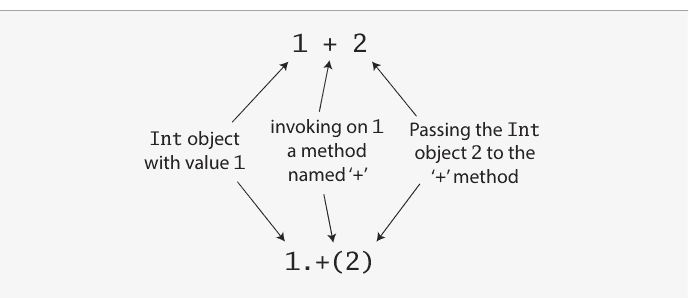 1 + 2
Int object
with value 1
invoking on 1
a method
named ‘+’
Passing the Int
object 2 to the
‘+’ method
1.+(2)